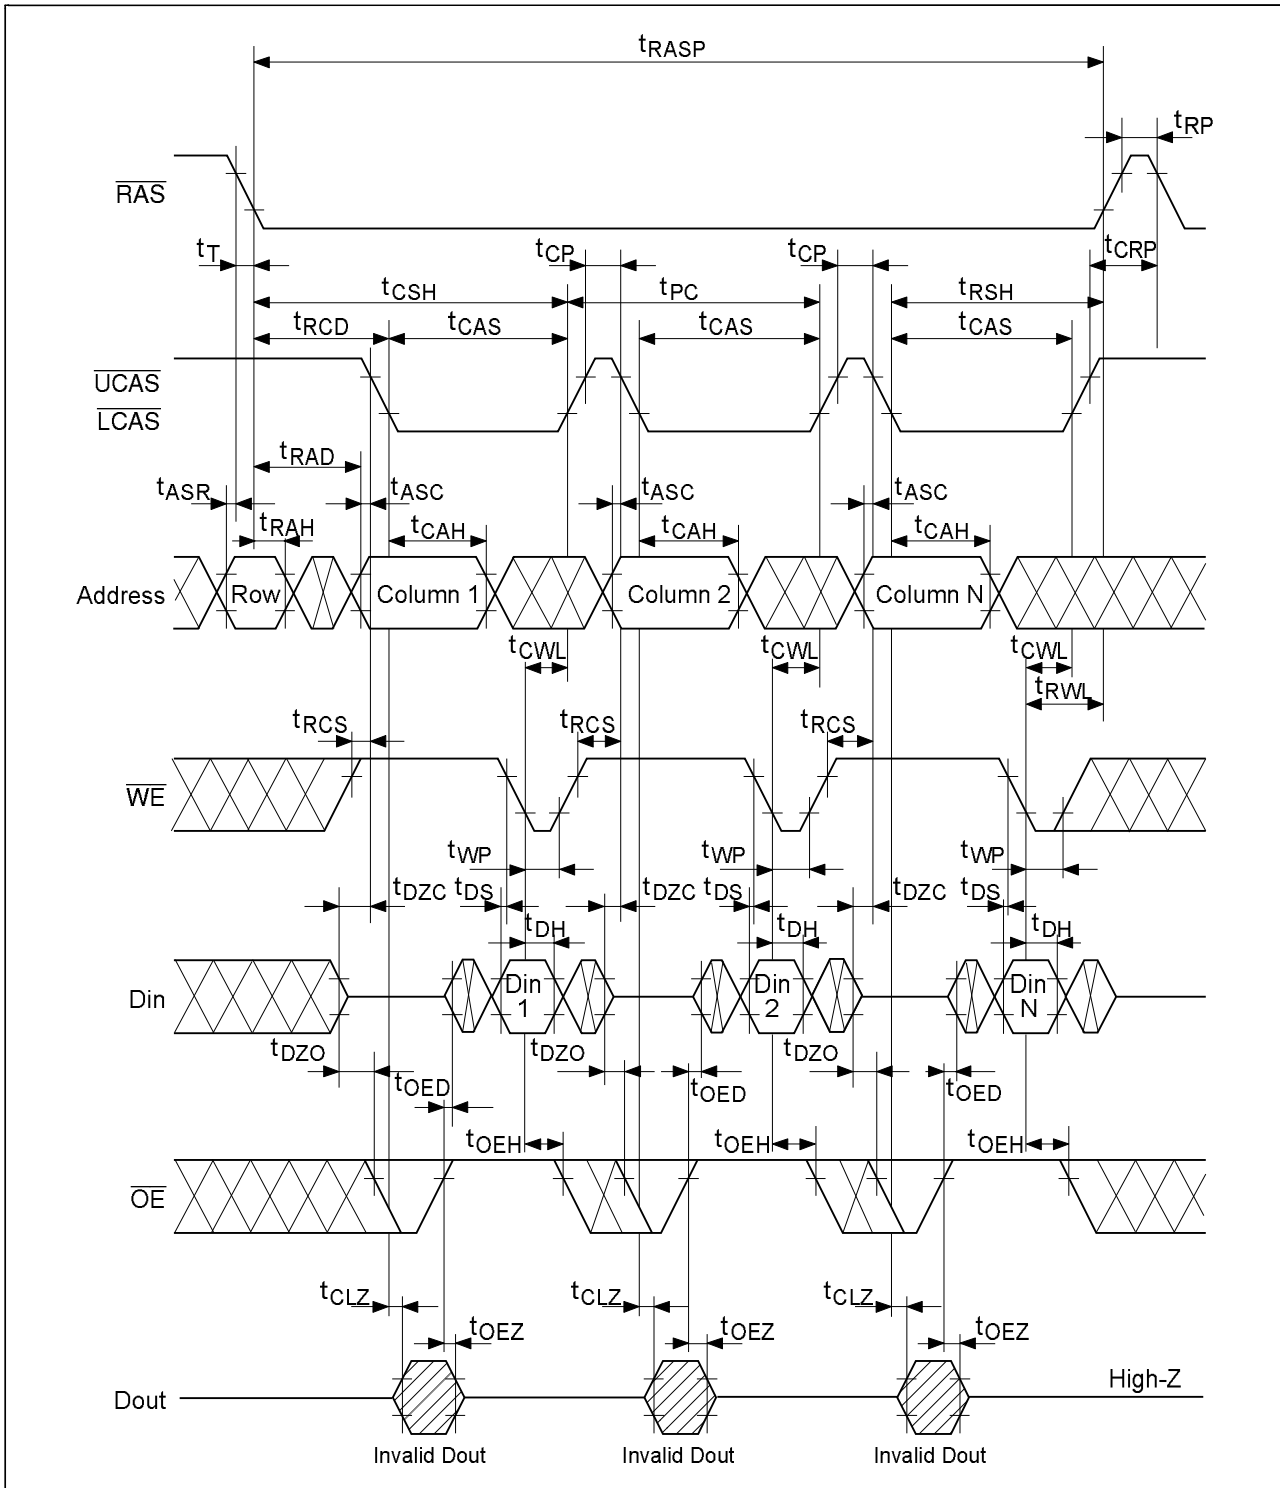 tRASP
tRP
RAS
tT
tCP
tCP
tCRP
tCSH
tPC
tRSH
tRCD
tCAS
tCAS
tCAS
UCAS
LCAS
tRAD
tASR
tASC
tASC
tASC
tRAH
tCAH
tCAH
tCAH
Address
Row
Column 1
Column 2
Column N
tCWL
tCWL
tCWL
tRWL
tRCS
tRCS
tRCS
WE
tWP
tWP
tWP
tDZC
tDS
tDZC
tDS
tDZC
tDS
tDH
tDH
tDH
Din
Din 1
Din 2
Din N
tDZO
tDZO
tDZO
tOED
tOED
tOED
tOEH
tOEH
tOEH
OE
tCLZ
tCLZ
tCLZ
tOEZ
tOEZ
tOEZ
Dout
High-Z
Invalid Dout
Invalid Dout
Invalid Dout